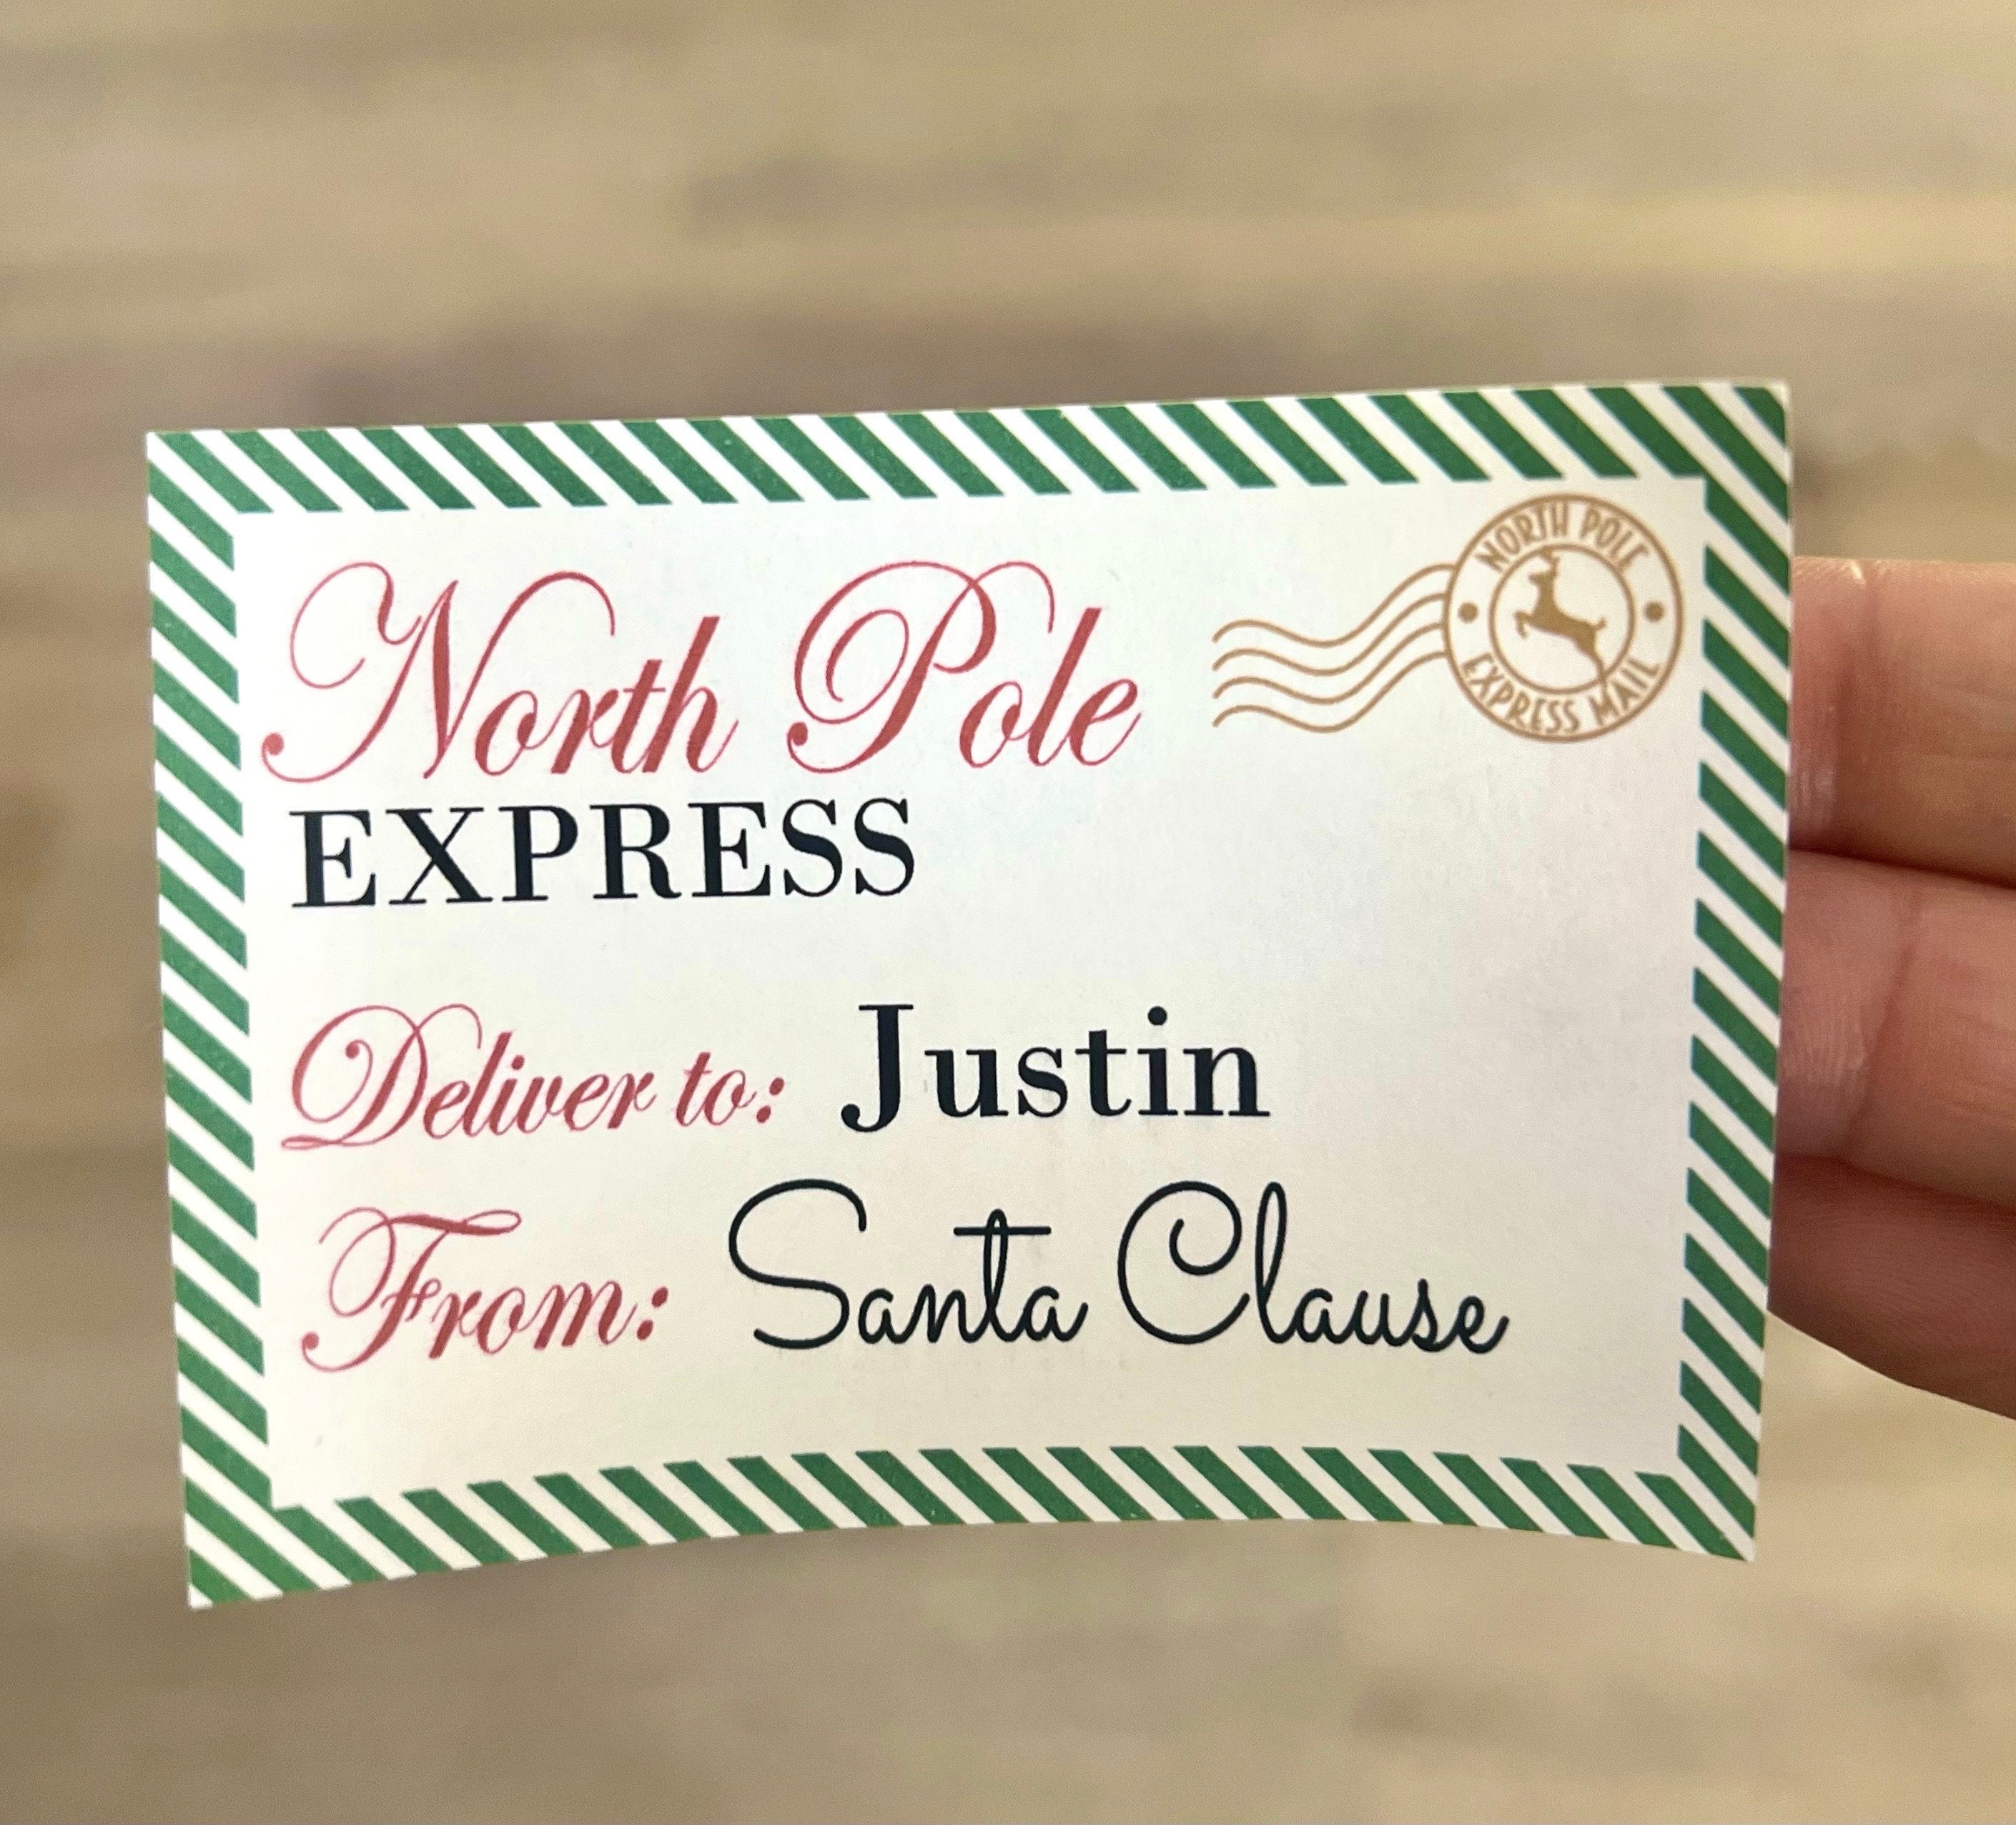 North Pole
NORTH POLE
EXPRESS MAIL
EXPRESS
Deliver to: Justin
From: Santa Clause